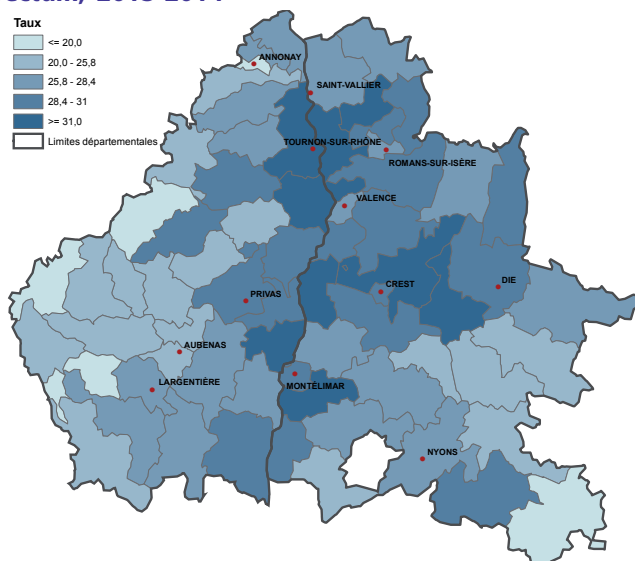 Taux
<= 20,0
20,0 - 25,8
25,8 - 28,4
28,4 - 31
>= 31,0
Limites départementales
ANNONAY
SAINT-VALLIER
TOURNON-SUR-RHÔNE
ROMANS-SUR-ISÈRE
VALENCE
PRIVAS
CREST
DIE
AUBENAS
LARGENTIÈRE
MONTÉLIMAR
NYONS